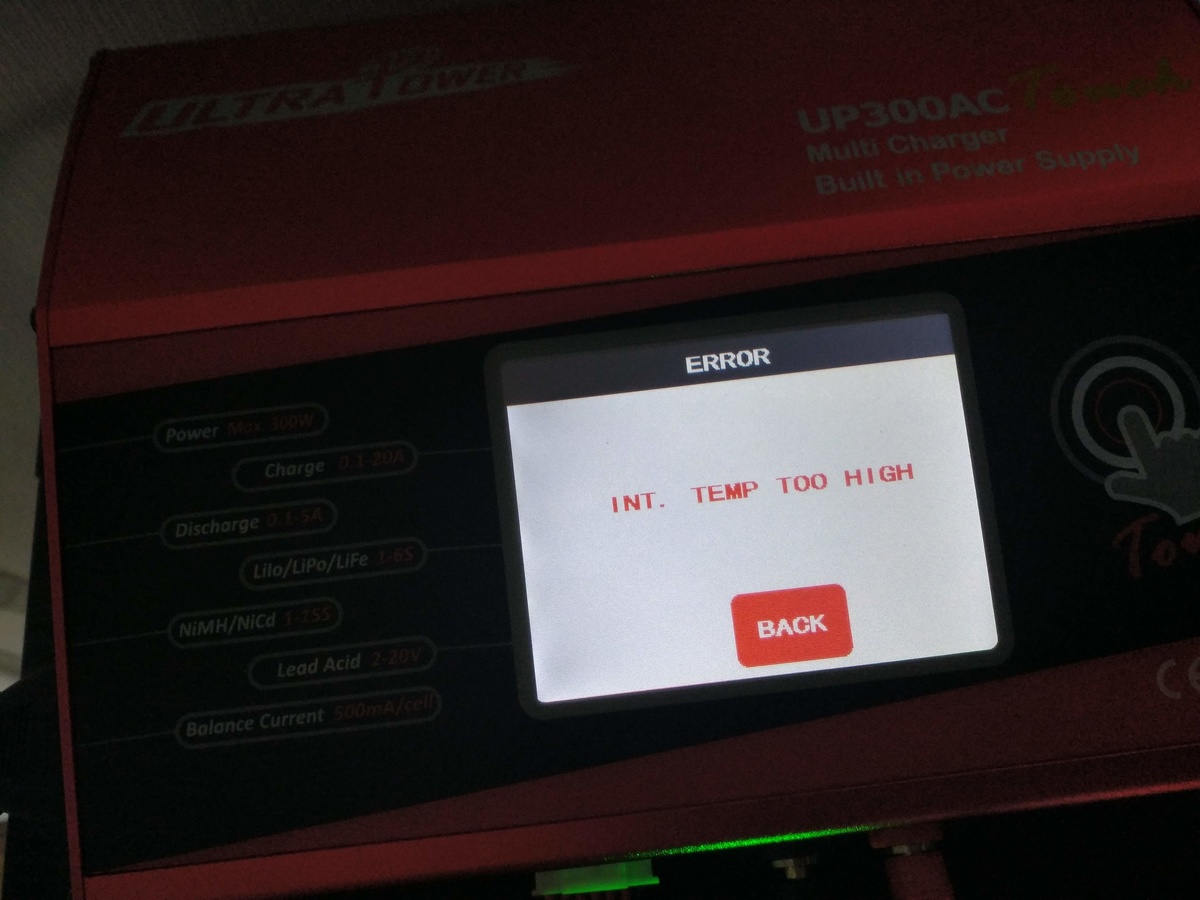 ULTRA POWER
UP300AC Touch
Multi Charger
Built in Power Supply
ERROR
INT. TEMP TOO HIGH
BACK
Power Max 300W
Charge 0.1-20A
Discharge 0.1-5A
LiIo/LiPo/LiFe 1-6S
NiMH/NiCd 1-15S
Lead Acid 2-20V
Balance Current 500mA/cell